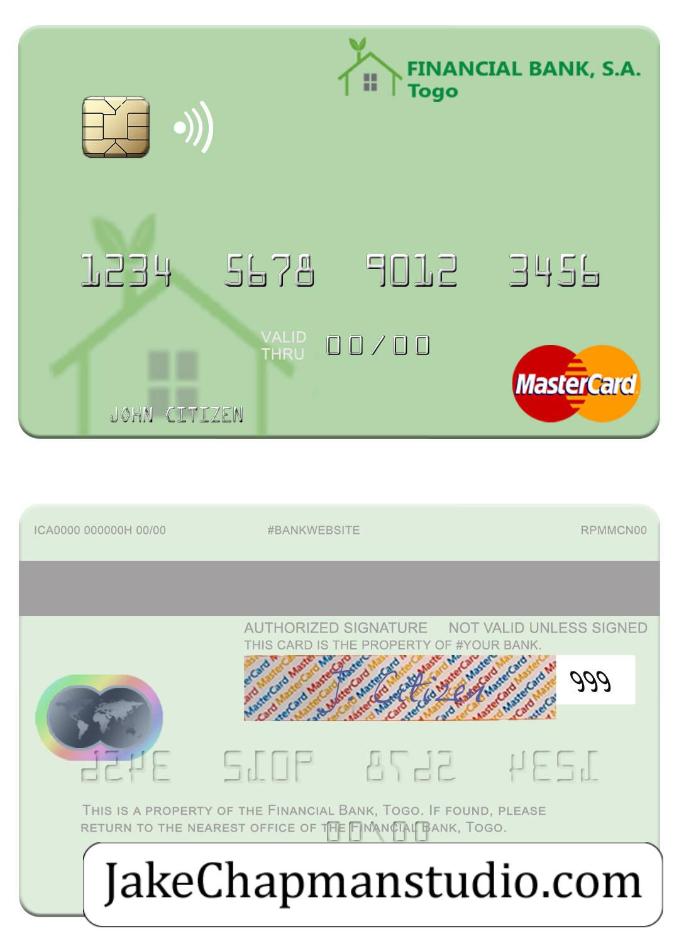 FINANCIAL BANK, S.A.
Togo
1234 5678 9012 3456
VALID
THRU 00/00
MasterCard
JOHN CITIZEN
ICA0000 000000H 00/00 #BANKWEBSITE RPMMCN00
AUTHORIZED SIGNATURE NOT VALID UNLESS SIGNED
THIS CARD IS THE PROPERTY OF #YOUR BANK.
MasterCard
J. Citizen
999
THIS IS A PROPERTY OF THE FINANCIAL BANK, TOGO. IF FOUND, PLEASE
RETURN TO THE NEAREST OFFICE OF THE FINANCIAL BANK, TOGO.
JakeChapmanstudio.com